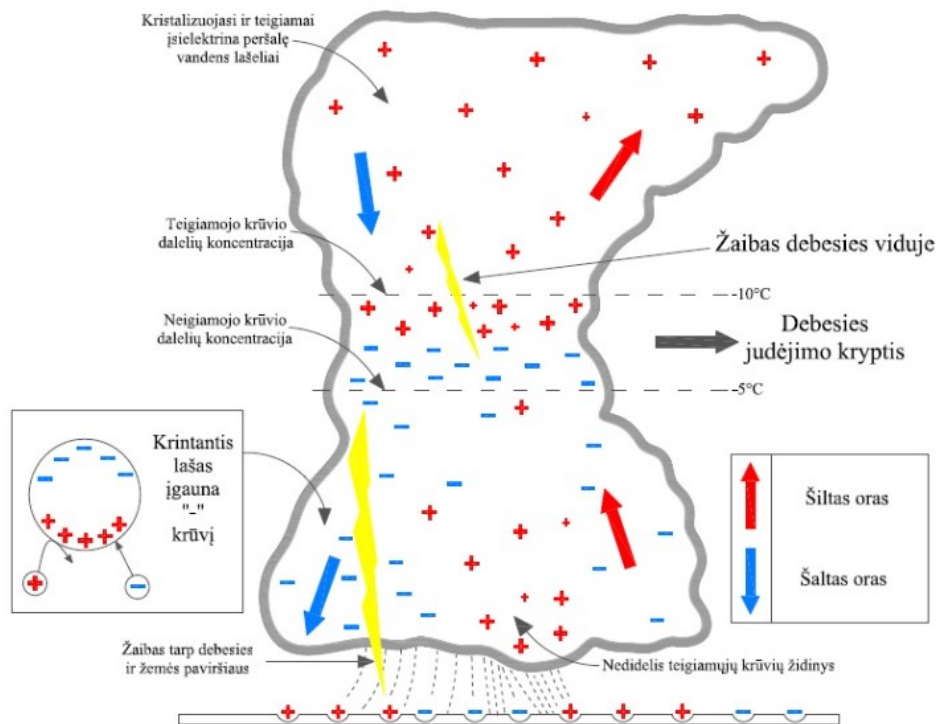 Kristalizuojasi ir teigiamai
įsielektrina peršalę
vandens lašeliai
Teigiamojo krūvio
dalelių koncentracija
Žaibas debesies viduje
-10°C
Neigiamojo krūvio
dalelių koncentracija
Debesies
judėjimo kryptis
-5°C
Krintantis
lašas
įgauna
"-"
krūvį
Šiltas oras
Šaltas oras
Žaibas tarp debesies
ir žemės paviršiaus
Nedidelis teigiamųjų krūvių židinys